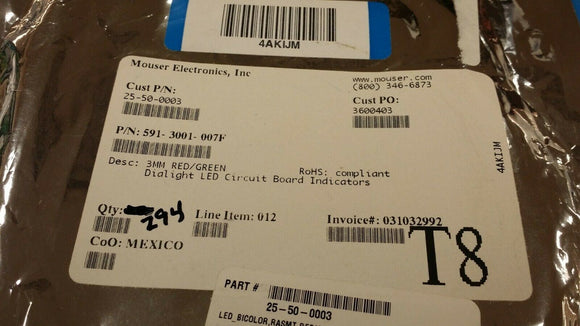 4AKIJM
Mouser Electronics, Inc
www.mouser.com
(800) 346-6873
Cust P/N:
25-50-0003
Cust PO:
3600403
P/N: 591- 3001- 007F
Desc: 3MM RED/GREEN
RoHS: compliant
Dialight LED Circuit Board Indicators
4AKIJM
Qty: 294
Line Item: 012
Invoice#: 031032992
CoO: MEXICO
T8
PART #
25-50-0003